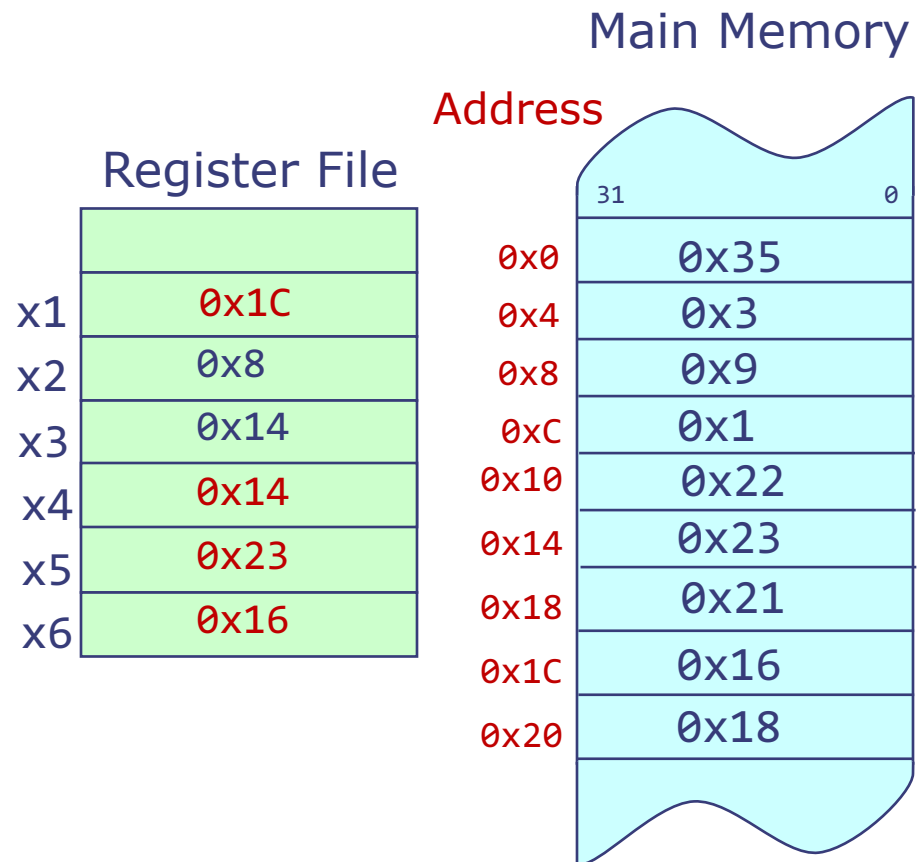 Main Memory
Address
Register File
31 0
0x0 0x35
x1 0x1C 0x4 0x3
x2 0x8 0x8 0x9
x3 0x14 0xC 0x1
x4 0x14 0x10 0x22
x5 0x23 0x14 0x23
x6 0x16 0x18 0x21
0x1C 0x16
0x20 0x18